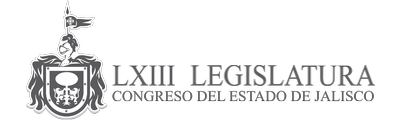 LXIII LEGISLATURA
CONGRESO DEL ESTADO DE JALISCO